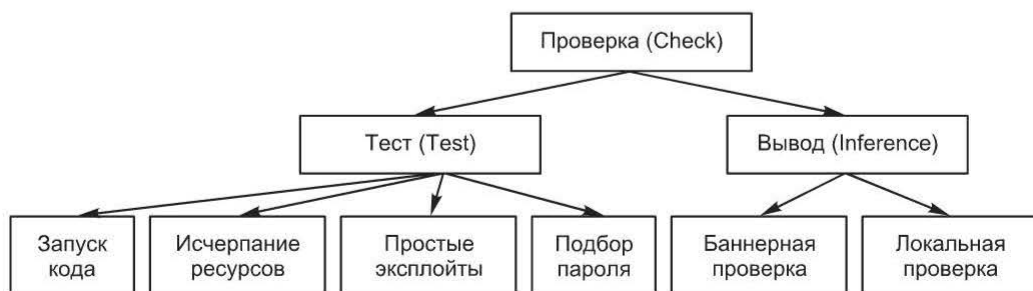 Проверка (Check)
Тест (Test)
Вывод (Inference)
Запуск
кода
Исчерпание
ресурсов
Простые
эксплойты
Подбор
пароля
Баннерная
проверка
Локальная
проверка